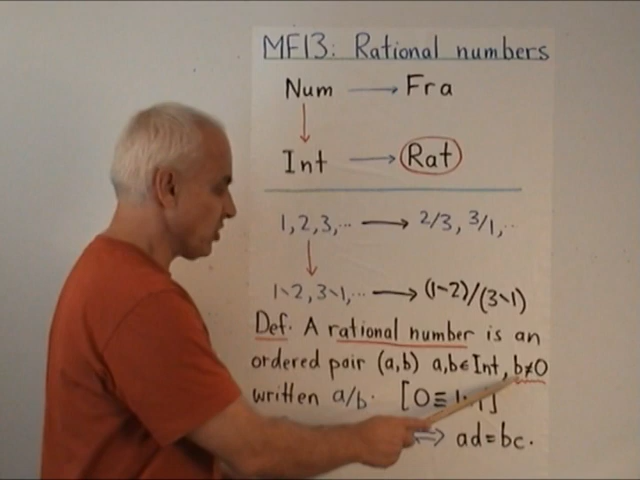 MF13: Rational numbers
Num → Fra
↓
Int → Rat
1,2,3,... → 2/3, 3/1,..
↓
1-2, 3-1,... → (1-2)/(3-1)
Def. A rational number is an
ordered pair (a,b) a,b∈Int, b≠0
written a/b. [0≡
⇔ ad=bc.